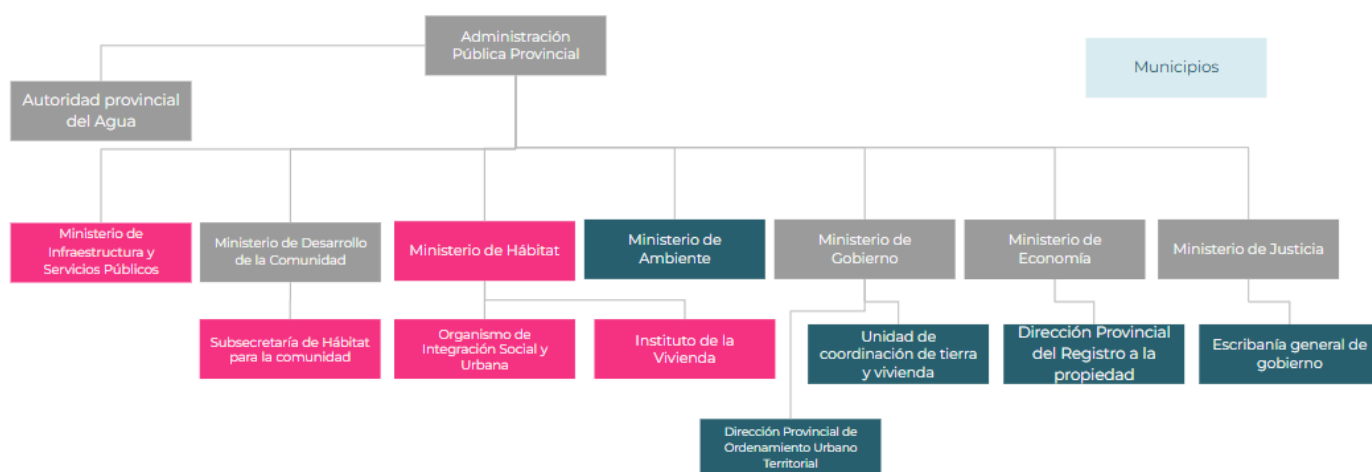 Administración
Pública Provincial
Municipios
Autoridad provincial
del Agua
Ministerio de
Infraestructura y
Servicios Públicos
Ministerio de Desarrollo
de la Comunidad
Ministerio de Hábitat
Ministerio de
Ambiente
Ministerio de
Gobierno
Ministerio de
Economía
Ministerio de Justicia
Subsecretaría de Hábitat
para la comunidad
Organismo de
Integración Social y
Urbana
Instituto de la
Vivienda
Unidad de
coordinación de tierra
y vivienda
Dirección Provincial
del Registro a la
propiedad
Escribanía general de
gobierno
Dirección Provincial de
Ordenamiento Urbano
Territorial